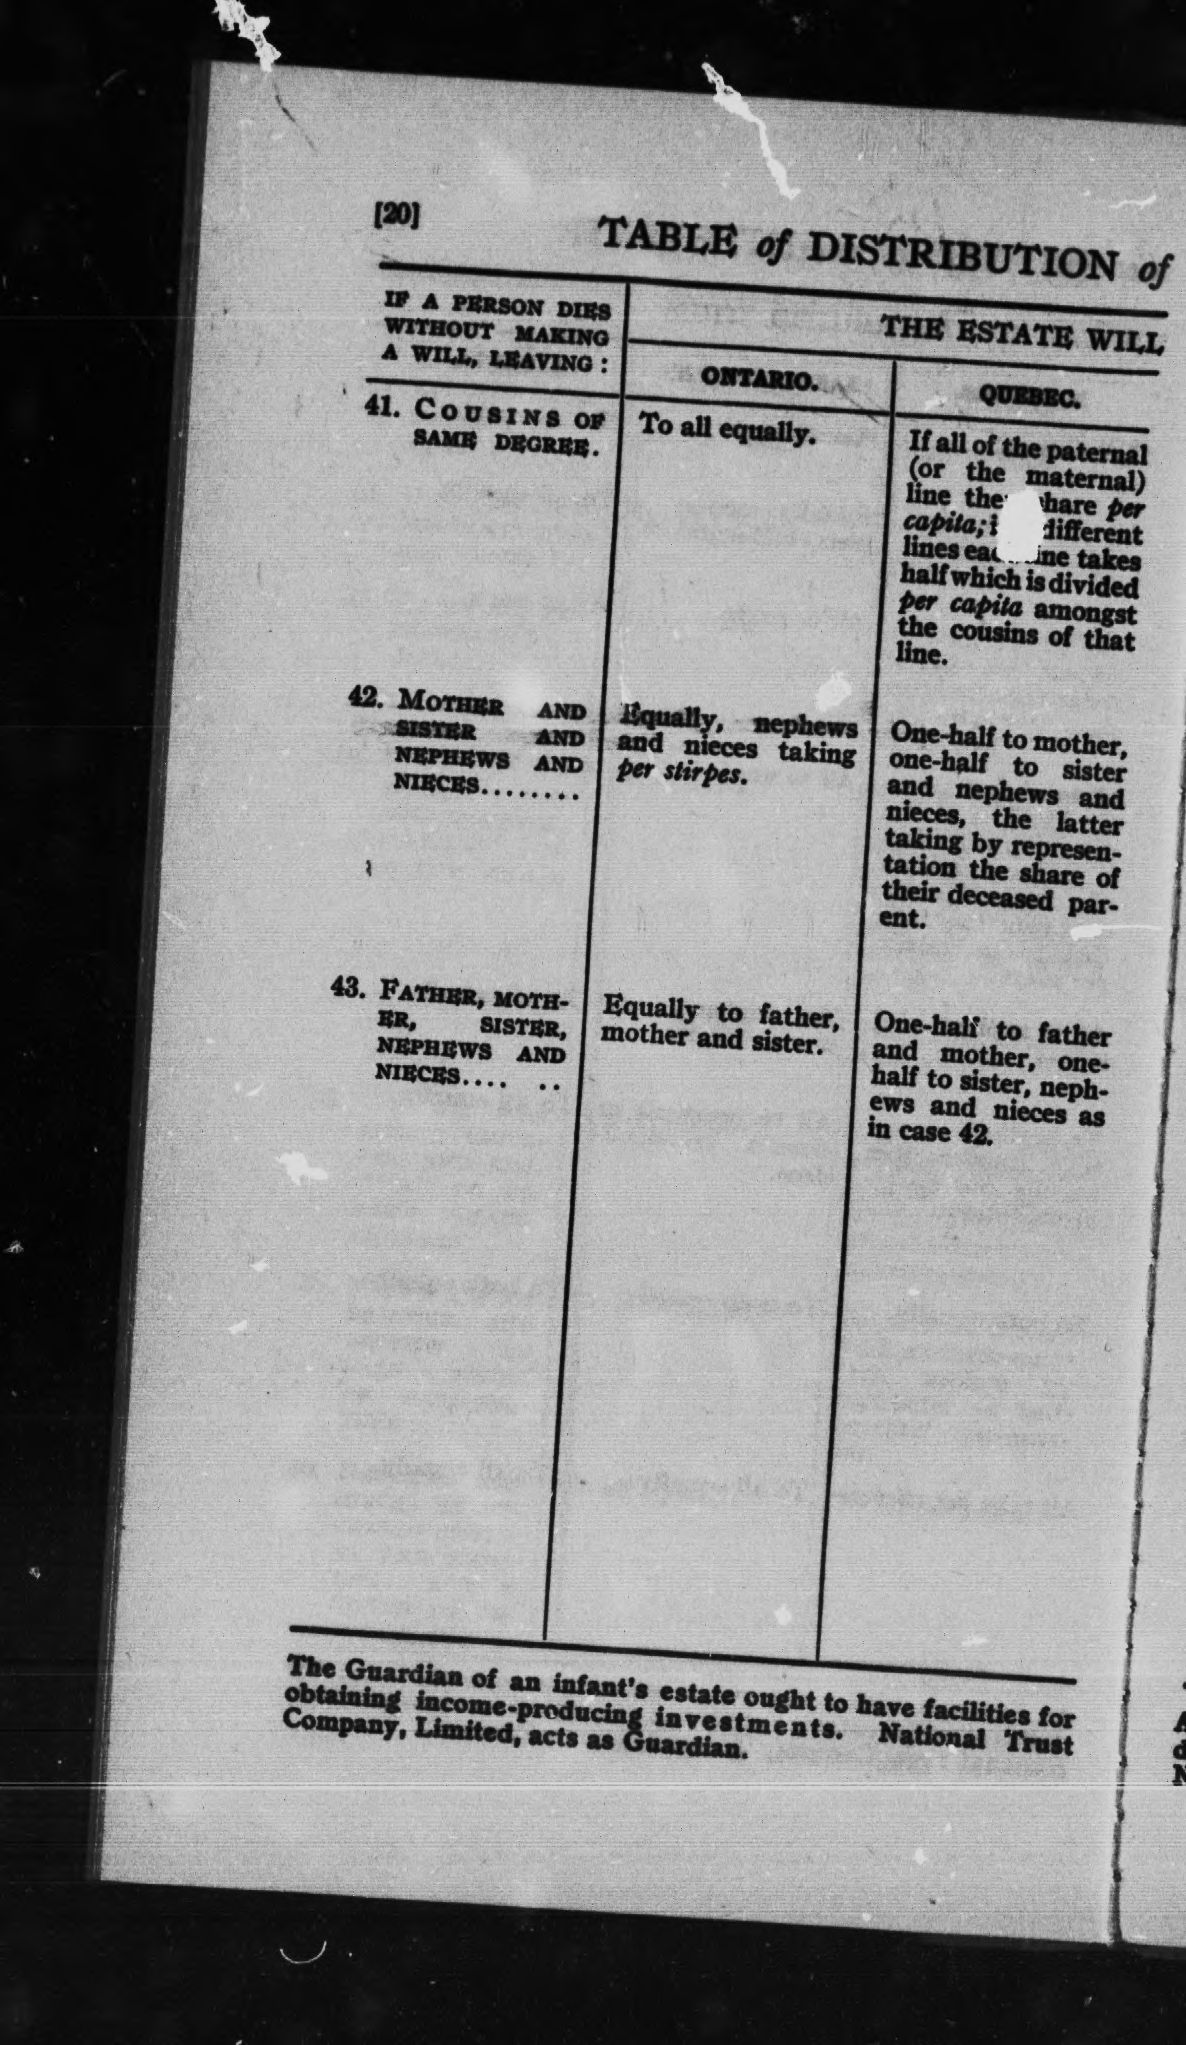 [20]
TABLE of DISTRIBUTION of
IF A PERSON DIES
WITHOUT MAKING
A WILL, LEAVING:
THE ESTATE WILL
ONTARIO.
QUEBEC.
41. COUSINS OF
SAME DEGREE.
To all equally.
If all of the paternal
(or the maternal)
line
per
capita; different
lines takes
half which is divided
per capita amongst
the cousins of that
line.
42. MOTHER AND
SISTER AND
NEPHEWS AND
NIECES........
Equally, nephews
and nieces taking
per stirpes.
One-half to mother,
one-half to sister
and nephews and
nieces, the latter
taking by represen-
tation the share of
their deceased par-
ent.
43. FATHER, MOTH-
ER, SISTER,
NEPHEWS AND
NIECES.... ..
Equally to father,
mother and sister.
One-half to father
and mother, one-
half to sister, neph-
ews and nieces as
in case 42.
The Guardian of an infant's estate ought to have facilities for
obtaining income-producing investments. National Trust
Company, Limited, acts as Guardian.